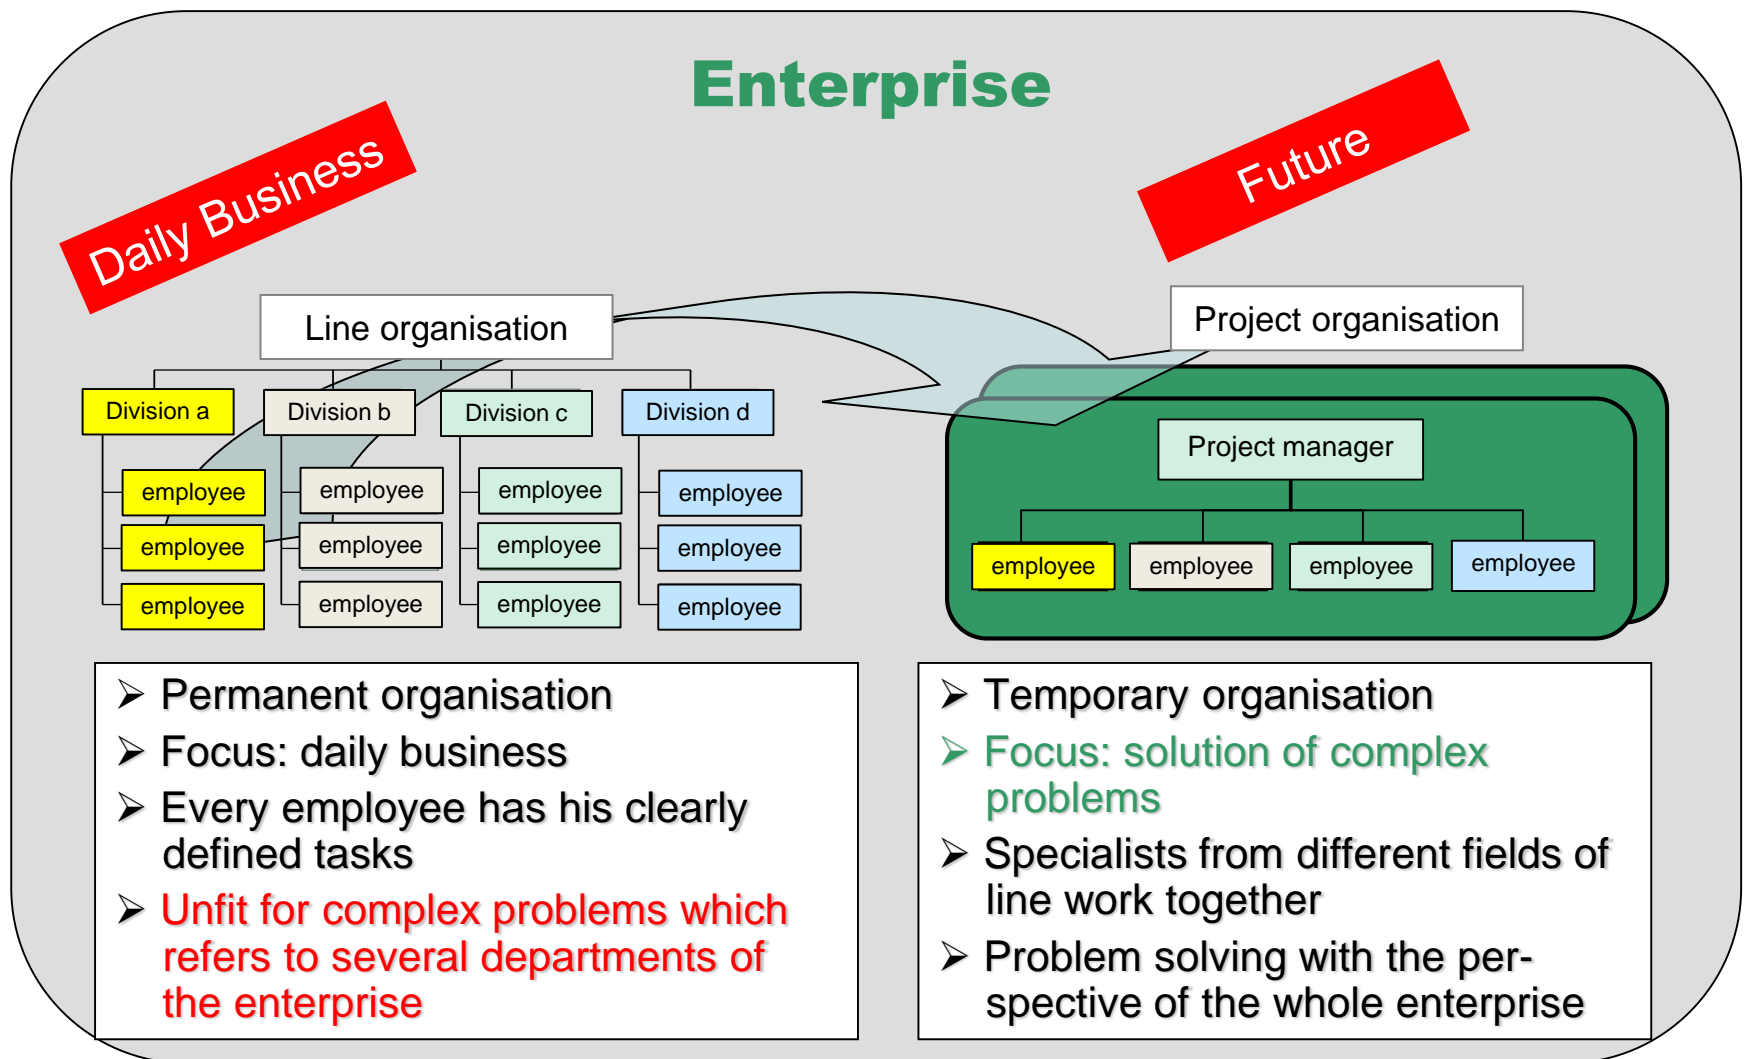 Enterprise
Daily Business
Future
Line organisation
Project organisation
Division a
Division b
Division c
Division d
employee
employee
employee
employee
employee
employee
employee
employee
employee
employee
employee
employee
Project manager
employee
employee
employee
employee
➢ Permanent organisation
➢ Focus: daily business
➢ Every employee has his clearly
defined tasks
➢ Unfit for complex problems which
refers to several departments of
the enterprise
➢ Temporary organisation
➢ Focus: solution of complex
problems
➢ Specialists from different fields of
line work together
➢ Problem solving with the per-
spective of the whole enterprise